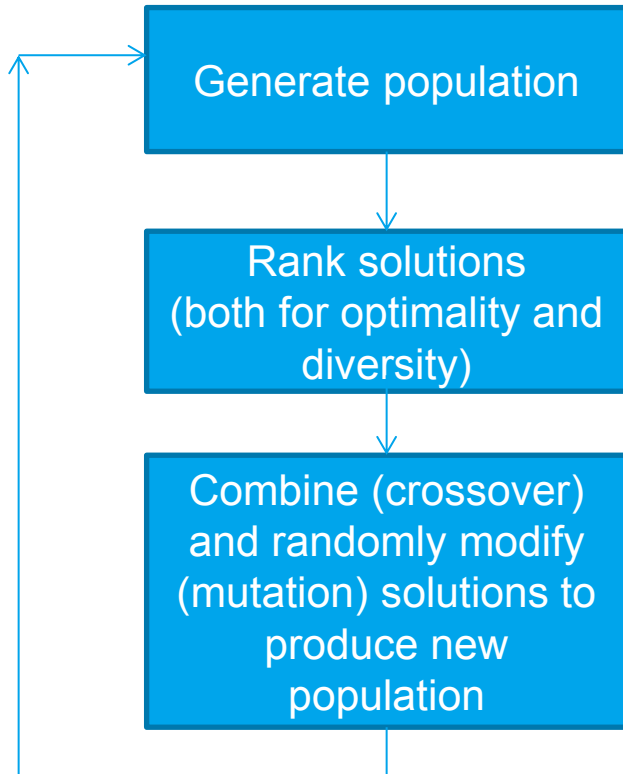 Generate population
Rank solutions
(both for optimality and
diversity)
Combine (crossover)
and randomly modify
(mutation) solutions to
produce new
population